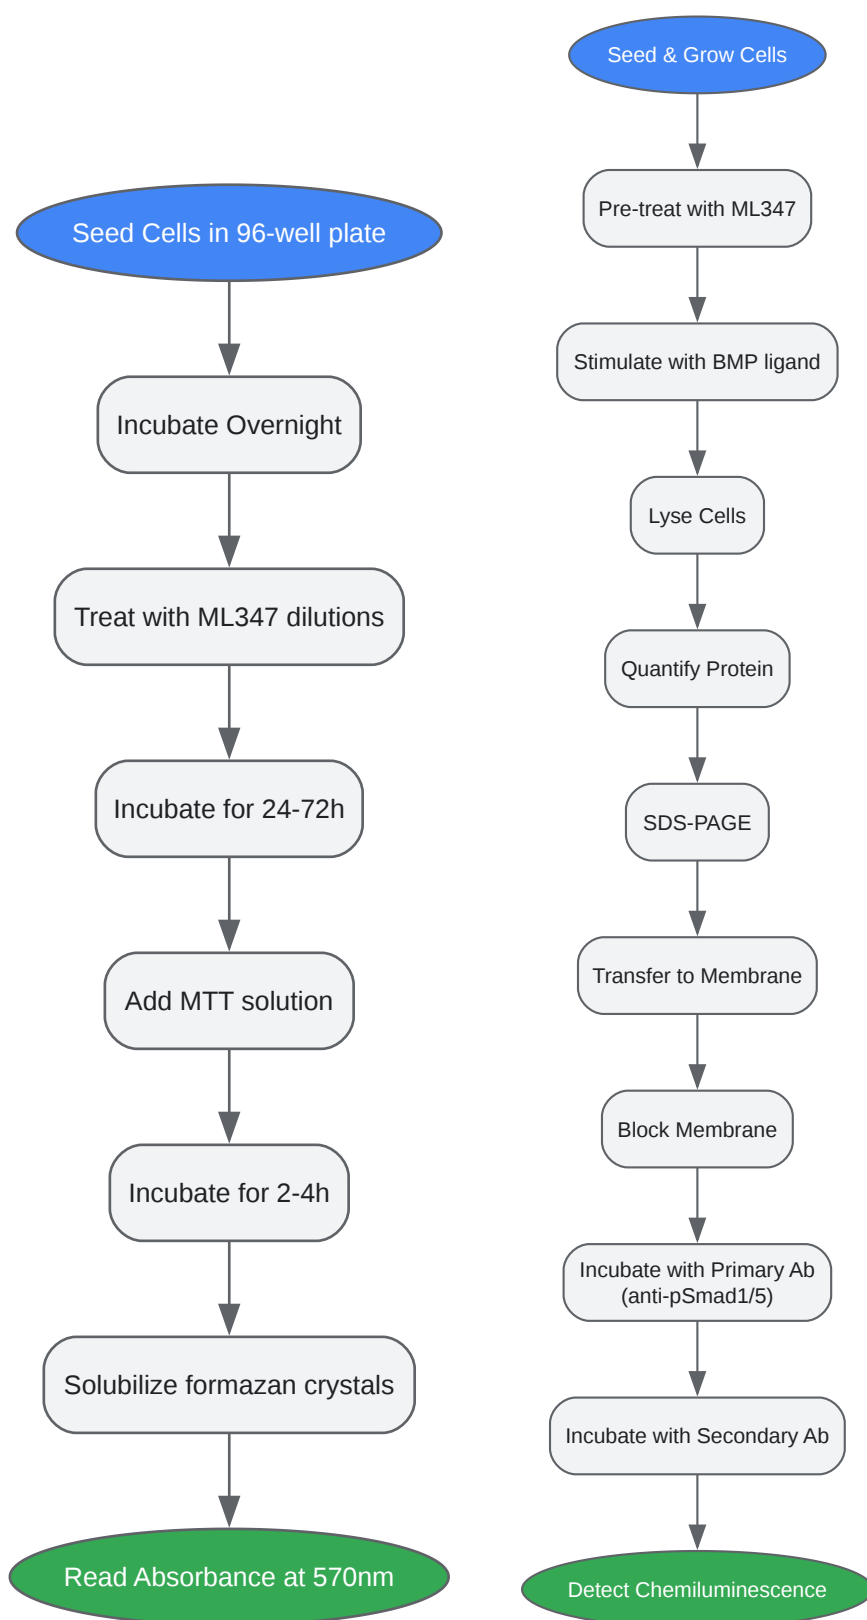 Seed Cells in 96-well plate
Incubate Overnight
Treat with ML347 dilutions
Incubate for 24-72h
Add MTT solution
Incubate for 2-4h
Solubilize formazan crystals
Read Absorbance at 570nm
Seed & Grow Cells
Pre-treat with ML347
Stimulate with BMP ligand
Lyse Cells
Quantify Protein
SDS-PAGE
Transfer to Membrane
Block Membrane
Incubate with Primary Ab
(anti-pSmad1/5)
Incubate with Secondary Ab
Detect Chemiluminescence